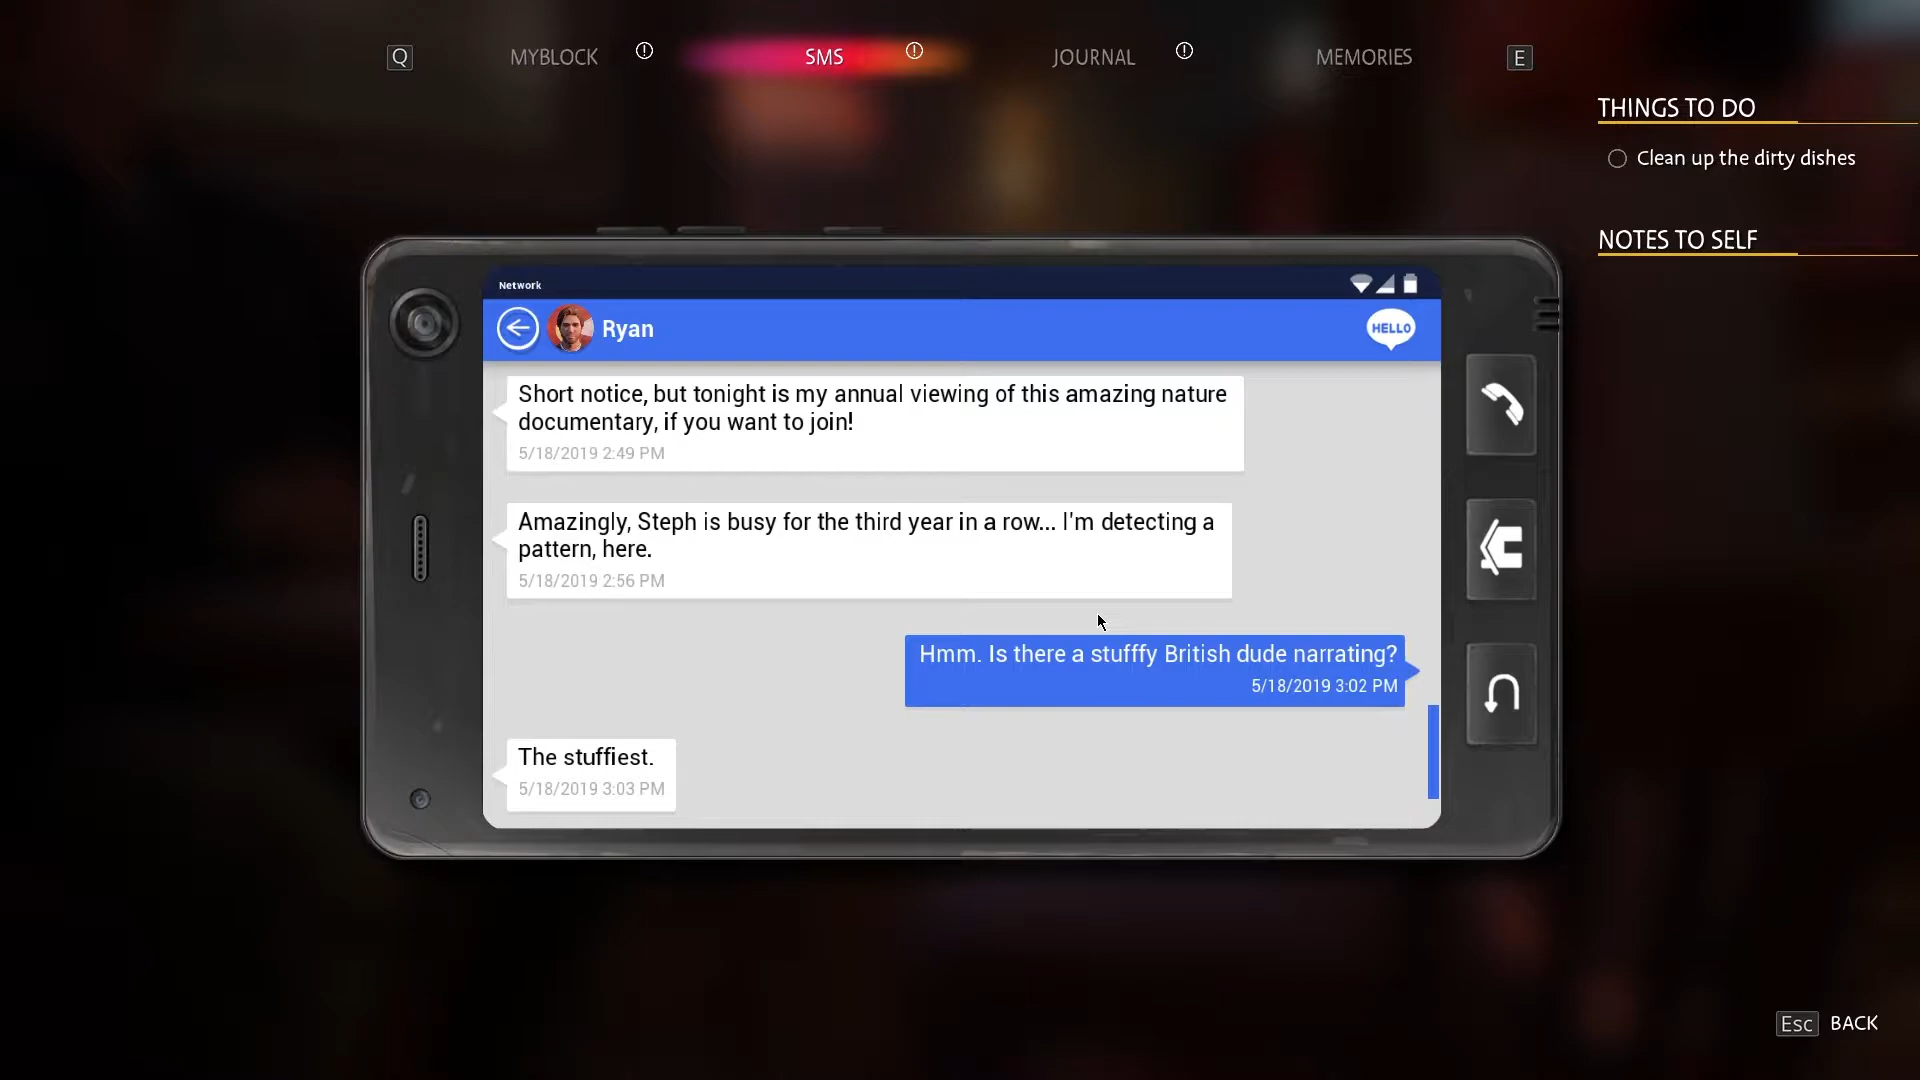 Q
MYBLOCK
SMS
JOURNAL
MEMORIES
E
THINGS TO DO
Clean up the dirty dishes
NOTES TO SELF
Network
Ryan
HELLO
Short notice, but tonight is my annual viewing of this amazing nature
documentary, if you want to join!
5/18/2019 2:49 PM
Amazingly, Steph is busy for the third year in a row... I'm detecting a
pattern, here.
5/18/2019 2:56 PM
Hmm. Is there a stufffy British dude narrating?
5/18/2019 3:02 PM
The stuffiest.
5/18/2019 3:03 PM
Esc BACK